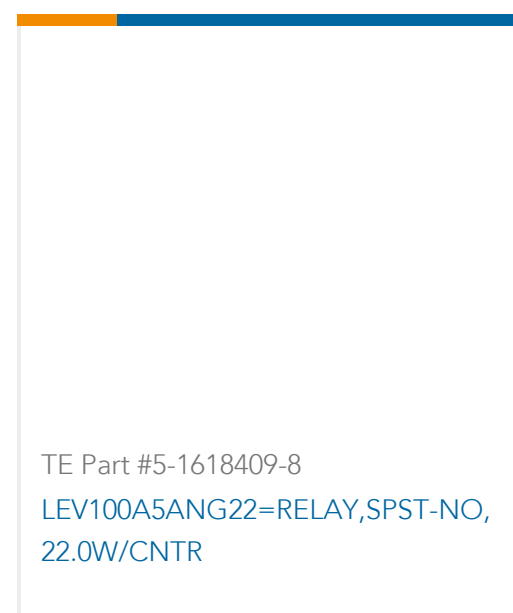 TE Part #5-1618409-8
LEV100A5ANG22=RELAY,SPST-NO,
22.0W/CNTR